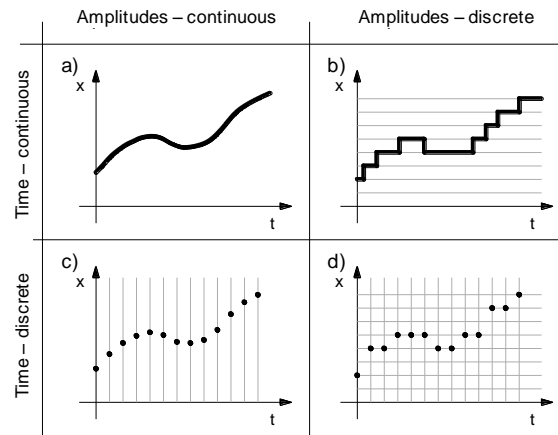 Amplitudes – continuous
Amplitudes – discrete
Time – continuous
a)
x
t
b)
x
t
Time – discrete
c)
x
t
d)
x
t